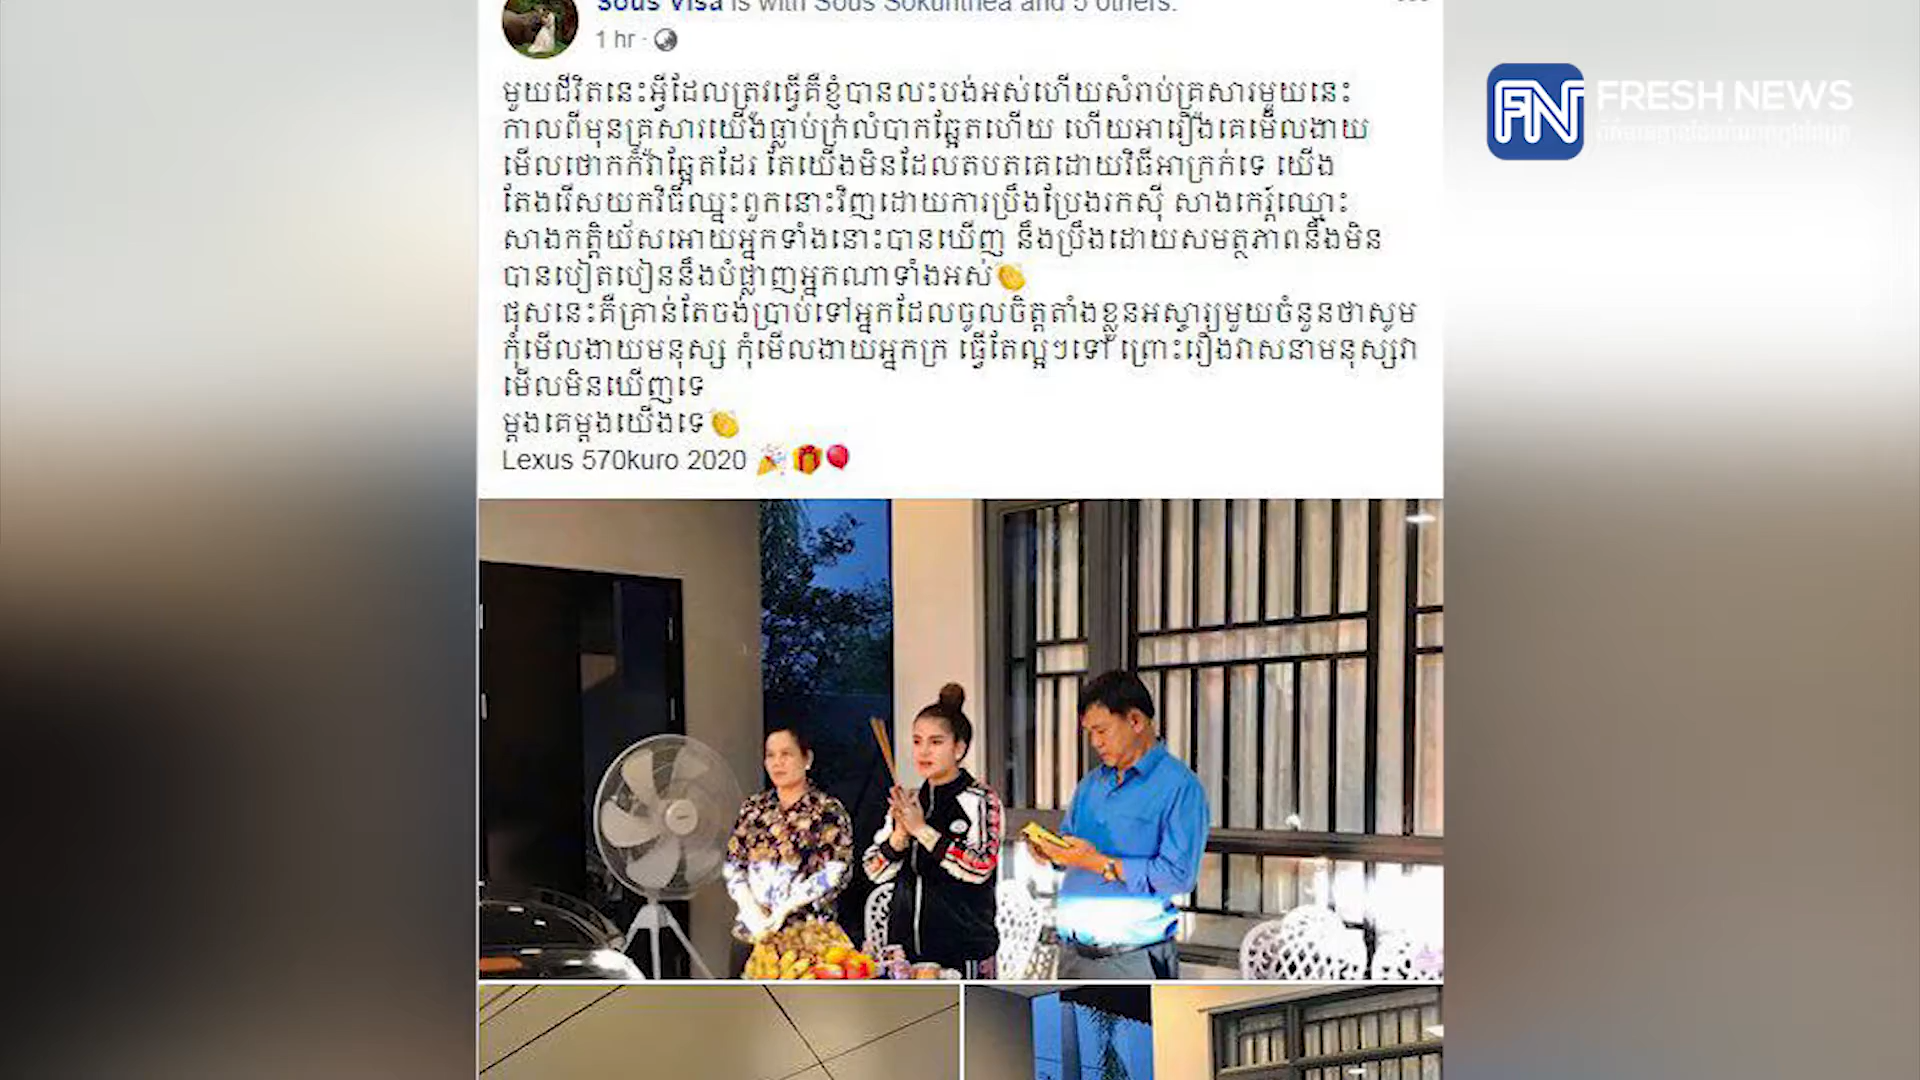 Sous Visa is with Sous Sokunthea and 5 others.
1 hr ·
មួយជីវិតនេះអ្វីដែលត្រូវធ្វើគឺខ្ញុំបានលះបង់អស់ហើយសំរាប់គ្រួសារមួយនេះ
កាលពីមុនគ្រួសារយើងធ្លាប់ក្រលំបាកឆ្អែតហើយ ហើយអារឿងគេមើលងាយ
មើលថោកក៏វាឆ្អែតដែរ តែយើងមិនដែលតបតគេដោយវិធីអាក្រក់ទេ យើង
តែងរើសយកវិធីឈ្នះពួកនោះវិញដោយការប្រឹងប្រែងរកស៊ី សាងកេរ្ត៍ឈ្មោះ
សាងកត្តិយ័សអោយអ្នកទាំងនោះបានឃើញ នឹងប្រឹងដោយសមត្ថភាពនឹងមិន
បានបៀតបៀននឹងបំផ្លាញអ្នកណាទាំងអស់
ផុសនេះគឺគ្រាន់តែចង់ប្រាប់ទៅអ្នកដែលចូលចិត្តតាំងខ្លួនអស្ចារ្យមួយចំនួនថាសូម
កុំមើលងាយមនុស្ស កុំមើលងាយអ្នកក្រ ធ្វើតែល្អៗទៅ ព្រោះរឿងវាសនាមនុស្សវា
មើលមិនឃើញទេ
ម្តងគេម្តងយើងទេ
Lexus 570kuro 2020
FN FRESH NEWS